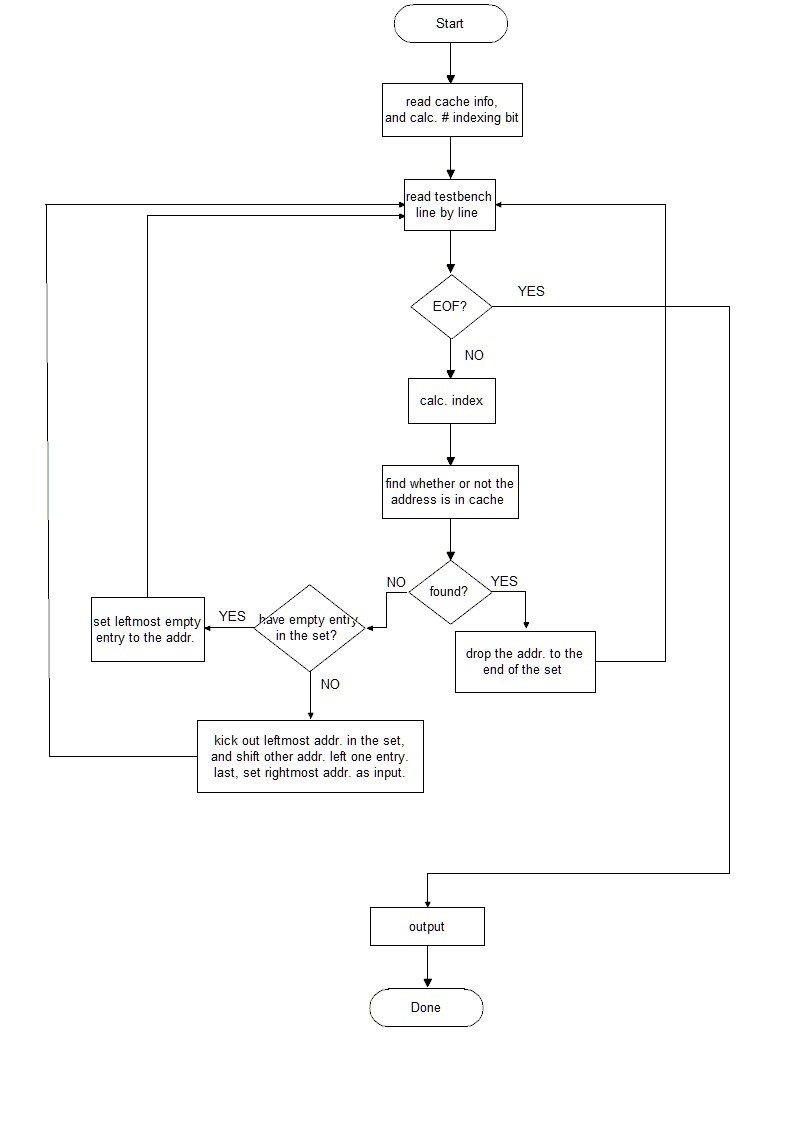 Start
read cache info,
and calc. # indexing bit
read testbench
line by line
EOF?
YES
NO
calc. index
find whether or not the
address is in cache
found?
NO
YES
have empty entry
in the set?
YES
NO
set leftmost empty
entry to the addr.
drop the addr. to the
end of the set
kick out leftmost addr. in the set,
and shift other addr. left one entry.
last, set rightmost addr. as input.
output
Done